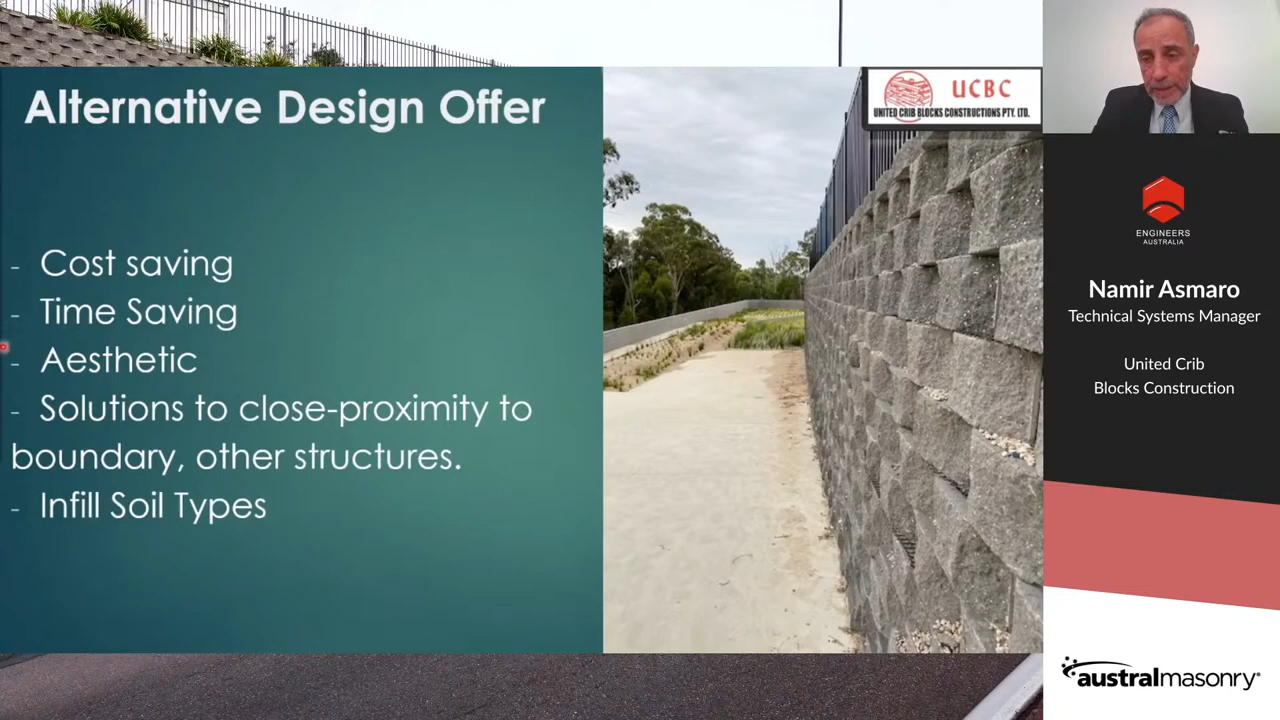 Alternative Design Offer
- Cost saving
- Time Saving
- Aesthetic
- Solutions to close-proximity to
boundary, other structures.
- Infill Soil Types
UCBC
UNITED CRIB BLOCKS CONSTRUCTIONS PTY. LTD.
ENGINEERS
AUSTRALIA
Namir Asmaro
Technical Systems Manager
United Crib
Blocks Construction
australmasonry®